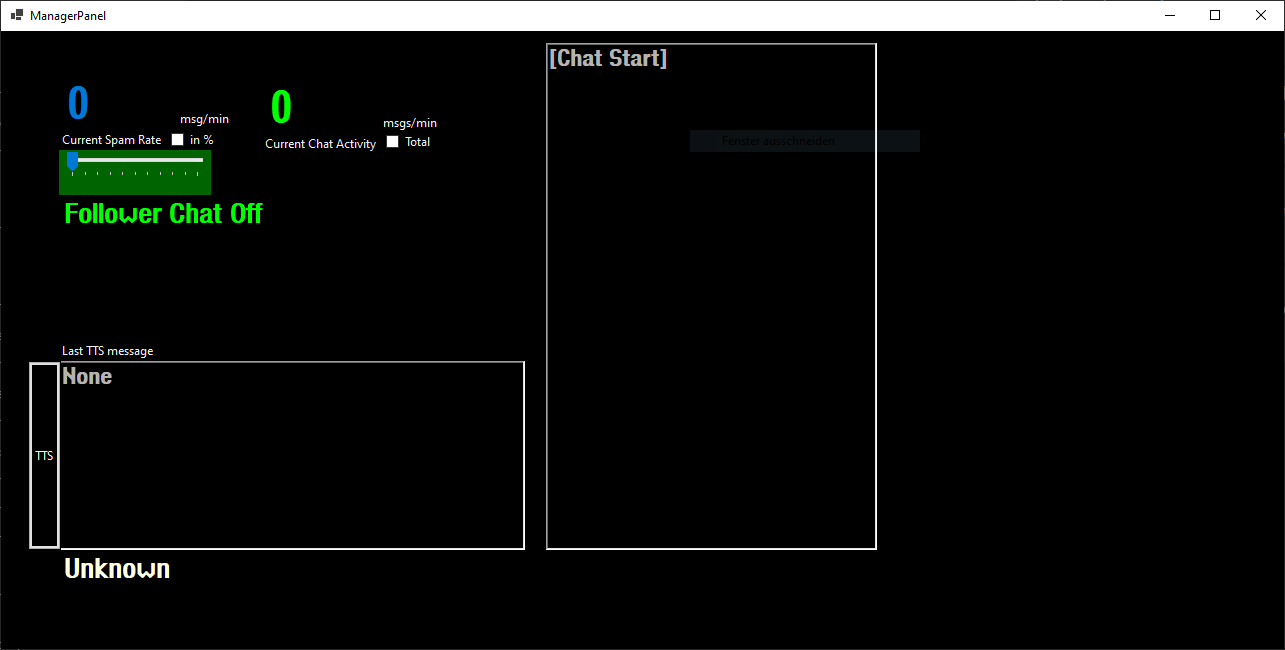 ManagerPanel
0
msg/min
Current Spam Rate
in %
0
msgs/min
Current Chat Activity
Total
Follower Chat Off
Last TTS message
TTS
None
Unknown
[Chat Start]
Fenster ausschneiden